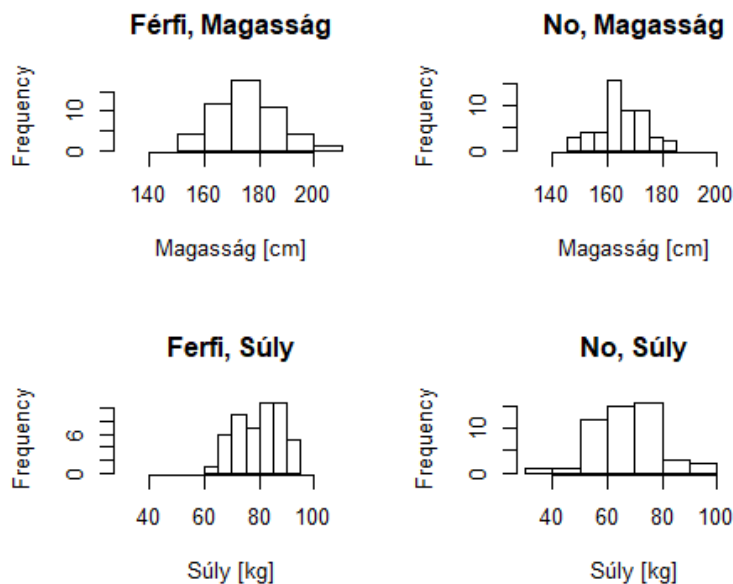 Férfi, Magasság
Frequency
10
0
140 160 180 200
Magasság [cm]
No, Magasság
Frequency
10
0
140 160 180 200
Magasság [cm]
Ferfi, Súly
Frequency
6
0
40 60 80 100
Súly [kg]
No, Súly
Frequency
10
0
40 60 80 100
Súly [kg]